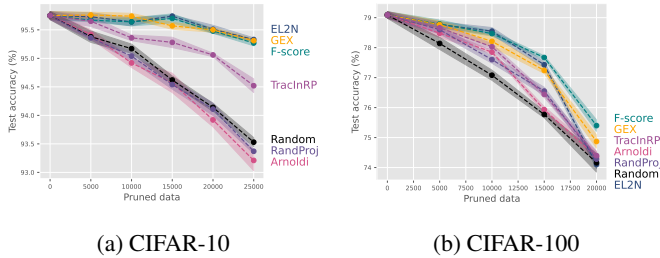 95.5
95.0
94.5
94.0
93.5
93.0
Test accuracy (%)
0 5000 10000 15000 20000 25000
Pruned data
EL2N
GEX
F-score
TracInRP
Random
RandProj
Arnoldi
79
78
77
76
75
74
Test accuracy (%)
0 2500 5000 7500 10000 12500 15000 17500 20000
Pruned data
F-score
GEX
TracInRP
Arnoldi
RandProj
Random
EL2N
(a) CIFAR-10
(b) CIFAR-100